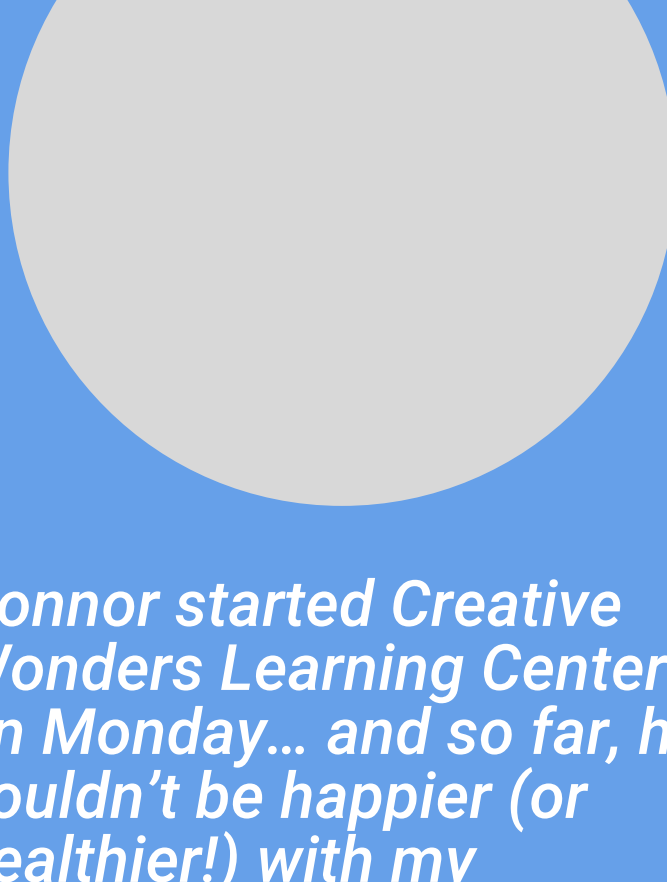 onnor started Creative
onders Learning Center
n Monday… and so far, h
ouldn’t be happier (or
ealthier!) with my